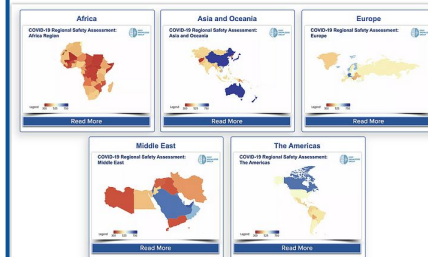 Africa
COVID-19 Regional Safety Assessment:
Africa Region
Read More
Asia and Oceania
COVID-19 Regional Safety Assessment:
Asia and Oceania
Read More
Europe
COVID-19 Regional Safety Assessment:
Europe
Read More
Middle East
COVID-19 Regional Safety Assessment:
Middle East
Read More
The Americas
COVID-19 Regional Safety Assessment:
The Americas
Read More